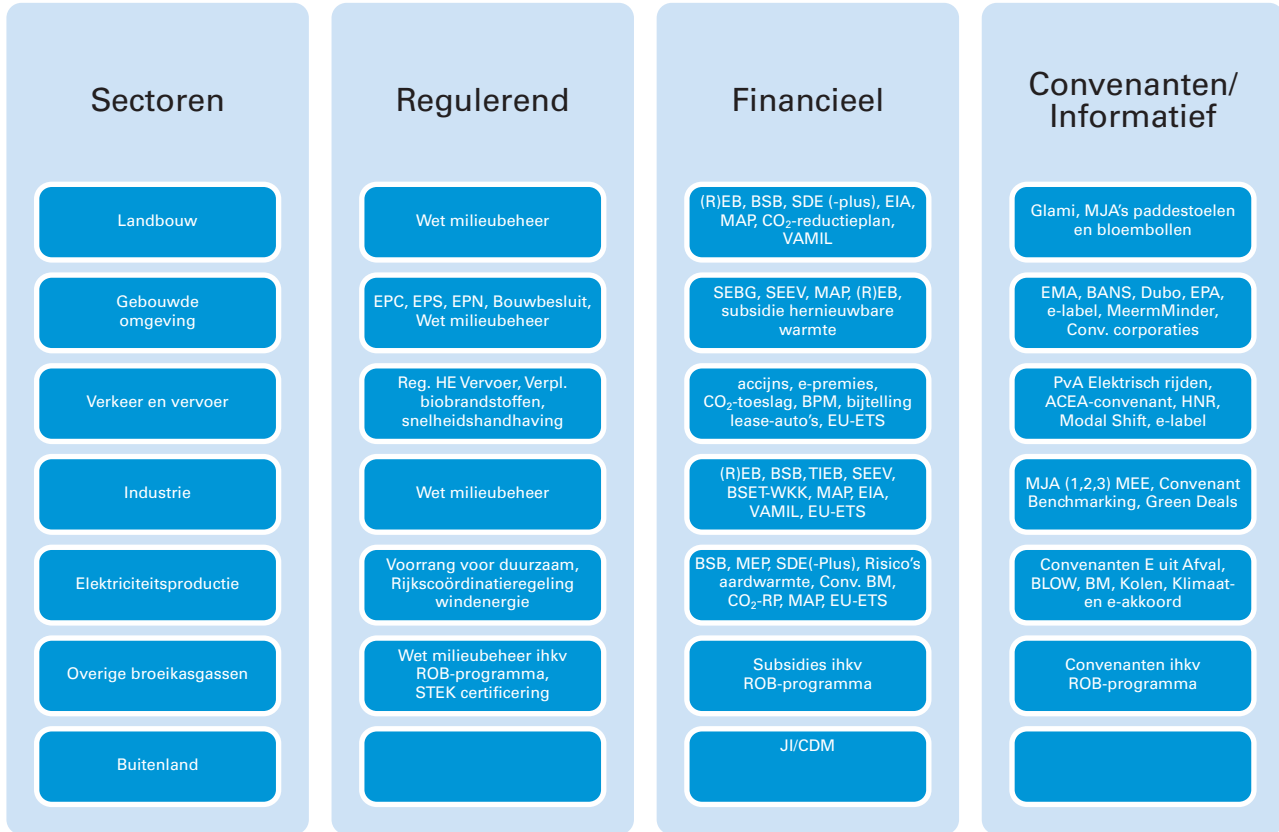 Sectoren
Landbouw
Gebouwde
omgeving
Verkeer en vervoer
Industrie
Elektriciteitsproductie
Overige broeikasgassen
Buitenland
Regulerend
Wet milieubeheer
EPC, EPS, EPN, Bouwbesluit,
Wet milieubeheer
Reg. HE Vervoer, Verpl.
biobrandstoffen,
snelheidshandhaving
Wet milieubeheer
Voorrang voor duurzaam,
Rijkscoördinatieregeling
windenergie
Wet milieubeheer ihkv
ROB-programma,
STEK certificering
Financieel
(R)EB, BSB, SDE (-plus), EIA,
MAP, CO₂-reductieplan,
VAMIL
SEBG, SEEV, MAP, (R)EB,
subsidie hernieuwbare
warmte
accijns, e-premies,
CO₂-toeslag, BPM, bijtelling
lease-auto's, EU-ETS
(R)EB, BSB, TIEB, SEEV,
BSET-WKK, MAP, EIA,
VAMIL, EU-ETS
BSB, MEP, SDE(-Plus), Risico's
aardwarmte, Conv. BM,
CO₂-RP, MAP, EU-ETS
Subsidies ihkv
ROB-programma
JI/CDM
Convenanten/
Informatief
Glami, MJA's paddestoelen
en bloembollen
EMA, BANS, Dubo, EPA,
e-label, MeermMinder,
Conv. corporaties
PvA Elektrisch rijden,
ACEA-convenant, HNR,
Modal Shift, e-label
MJA (1,2,3) MEE, Convenant
Benchmarking, Green Deals
Convenanten E uit Afval,
BLOW, BM, Kolen, Klimaat-
en e-akkoord
Convenanten ihkv
ROB-programma